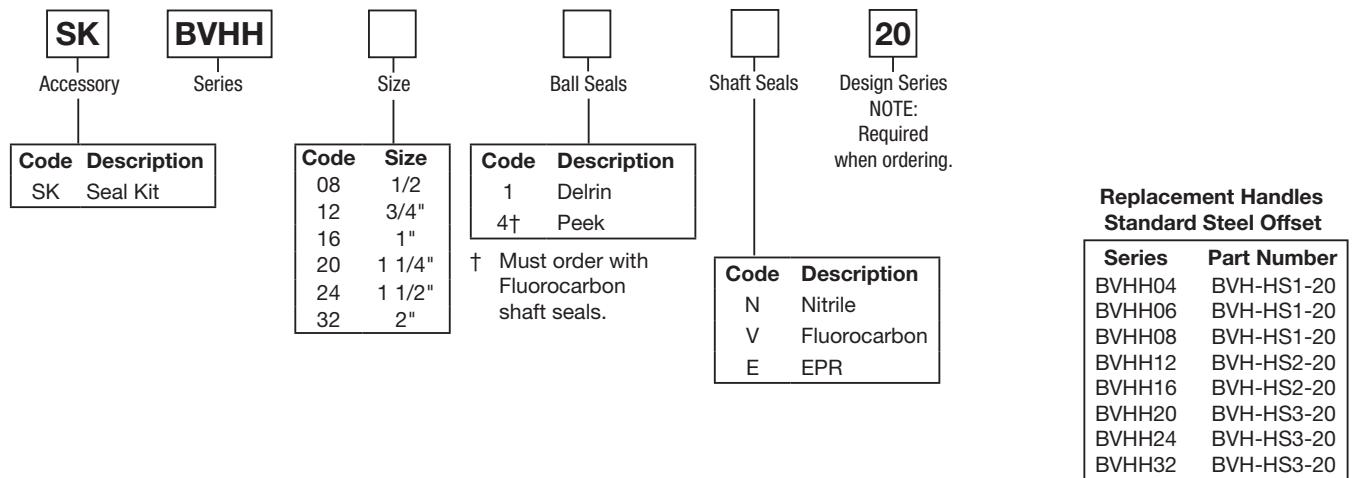 SK BVHH 20
Accessory Series Size Ball Seals Shaft Seals Design Series
NOTE:
Required
when ordering.
Code Description
SK Seal Kit
Code Size
08 1/2
12 3/4"
16 1"
20 1 1/4"
24 1 1/2"
32 2"
Code Description
1 Delrin
4† Peek
† Must order with
Fluorocarbon
shaft seals.
Code Description
N Nitrile
V Fluorocarbon
E EPR
Replacement Handles
Standard Steel Offset
Series Part Number
BVHH04 BVH-HS1-20
BVHH06 BVH-HS1-20
BVHH08 BVH-HS1-20
BVHH12 BVH-HS2-20
BVHH16 BVH-HS2-20
BVHH20 BVH-HS3-20
BVHH24 BVH-HS3-20
BVHH32 BVH-HS3-20